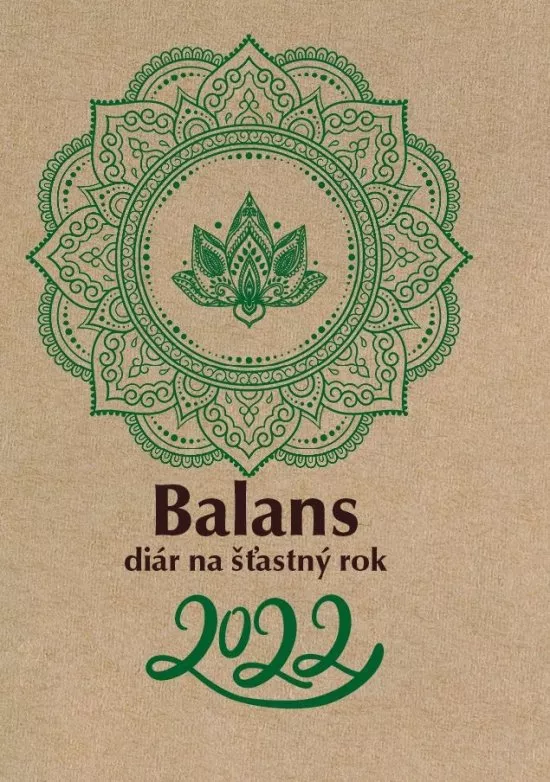 Balans
diár na šťastný rok
2022